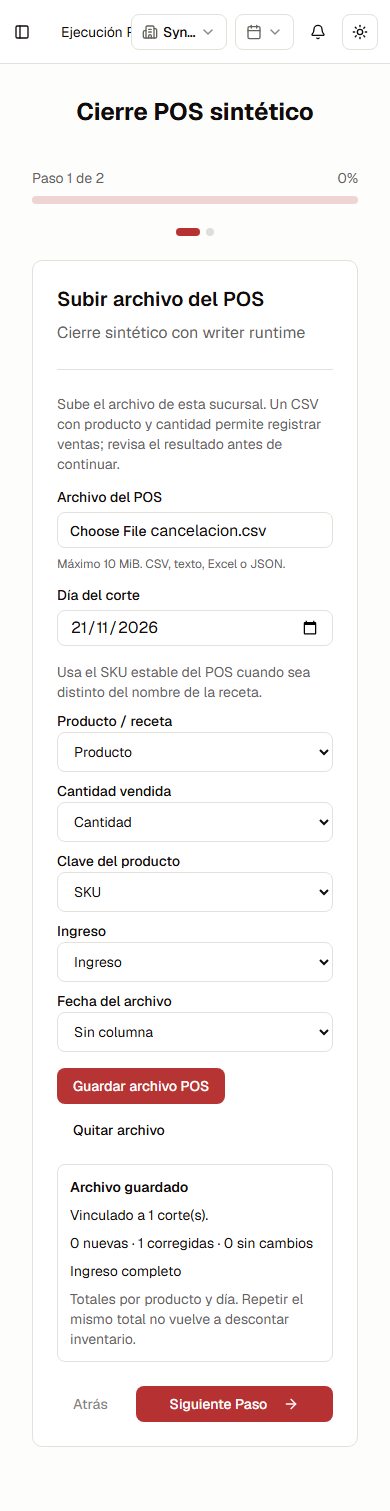 Ejecución F
Syn...
Cierre POS sintético
Paso 1 de 2
0%
Subir archivo del POS
Cierre sintético con writer runtime
Sube el archivo de esta sucursal. Un CSV
con producto y cantidad permite registrar
ventas; revisa el resultado antes de
continuar.
Archivo del POS
Choose File cancelacion.csv
Máximo 10 MiB. CSV, texto, Excel o JSON.
Día del corte
21/11/2026
Usa el SKU estable del POS cuando sea
distinto del nombre de la receta.
Producto / receta
Producto
Cantidad vendida
Cantidad
Clave del producto
SKU
Ingreso
Ingreso
Fecha del archivo
Sin columna
Guardar archivo POS
Quitar archivo
Archivo guardado
Vinculado a 1 corte(s).
0 nuevas · 1 corregidas · 0 sin cambios
Ingreso completo
Totales por producto y día. Repetir el
mismo total no vuelve a descontar
inventario.
Atrás
Siguiente Paso